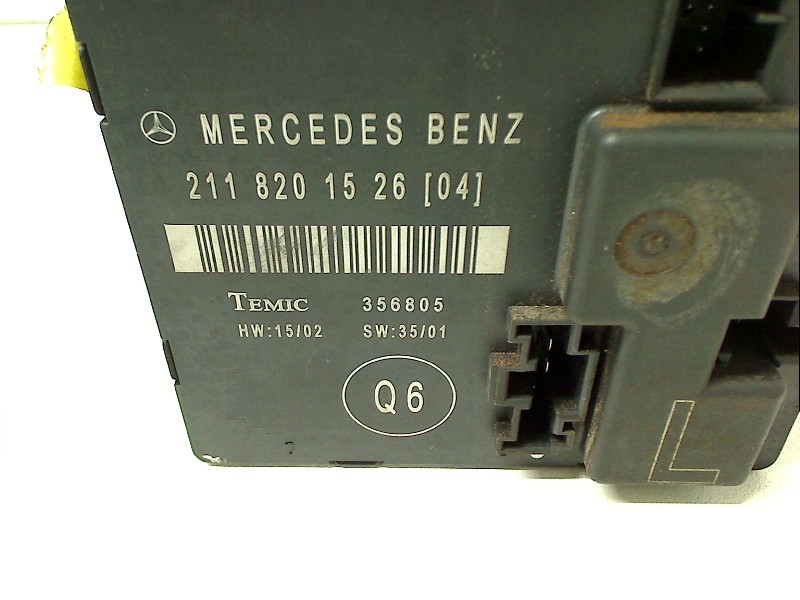 MERCEDES BENZ
211 820 15 26 [04]
TEMIC 356805
HW:15/02 SW:35/01
Q6
L